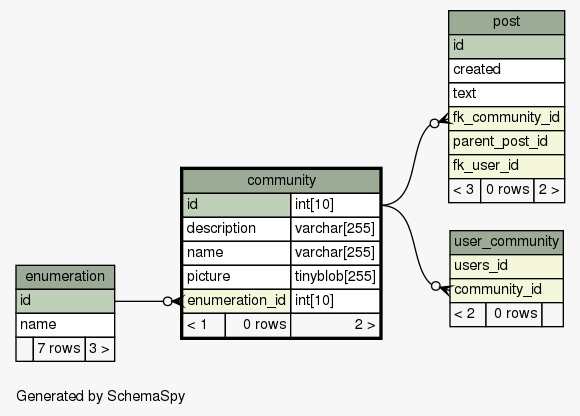 post
id
created
text
fk_community_id
parent_post_id
fk_user_id
< 3 0 rows 2 >
community
id int[10]
description varchar[255]
name varchar[255]
picture tinyblob[255]
enumeration_id int[10]
< 1 0 rows 2 >
user_community
users_id
community_id
< 2 0 rows
enumeration
id
name
7 rows 3 >
Generated by SchemaSpy